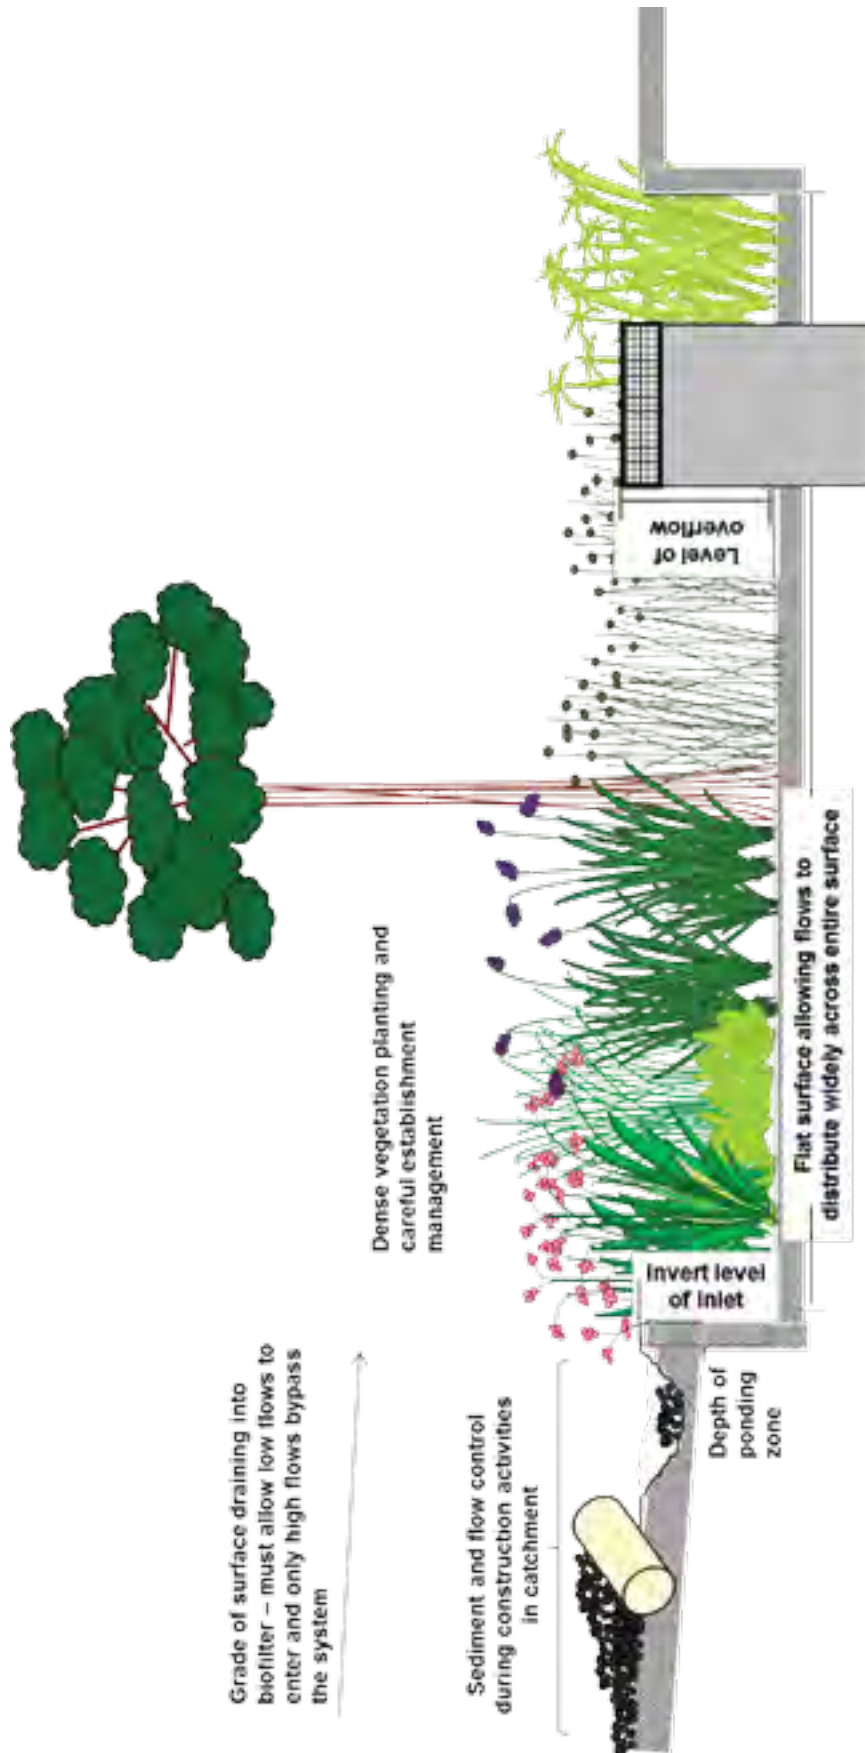 Grade of surface draining into
biofilter – must allow low flows to
enter and only high flows bypass
the system
Dense vegetation planting and
careful establishment
management
Sediment and flow control
during construction activities
in catchment
Invert level
of inlet
Level of
overflow
Depth of
ponding
zone
Flat surface allowing flows to
distribute widely across entire surface